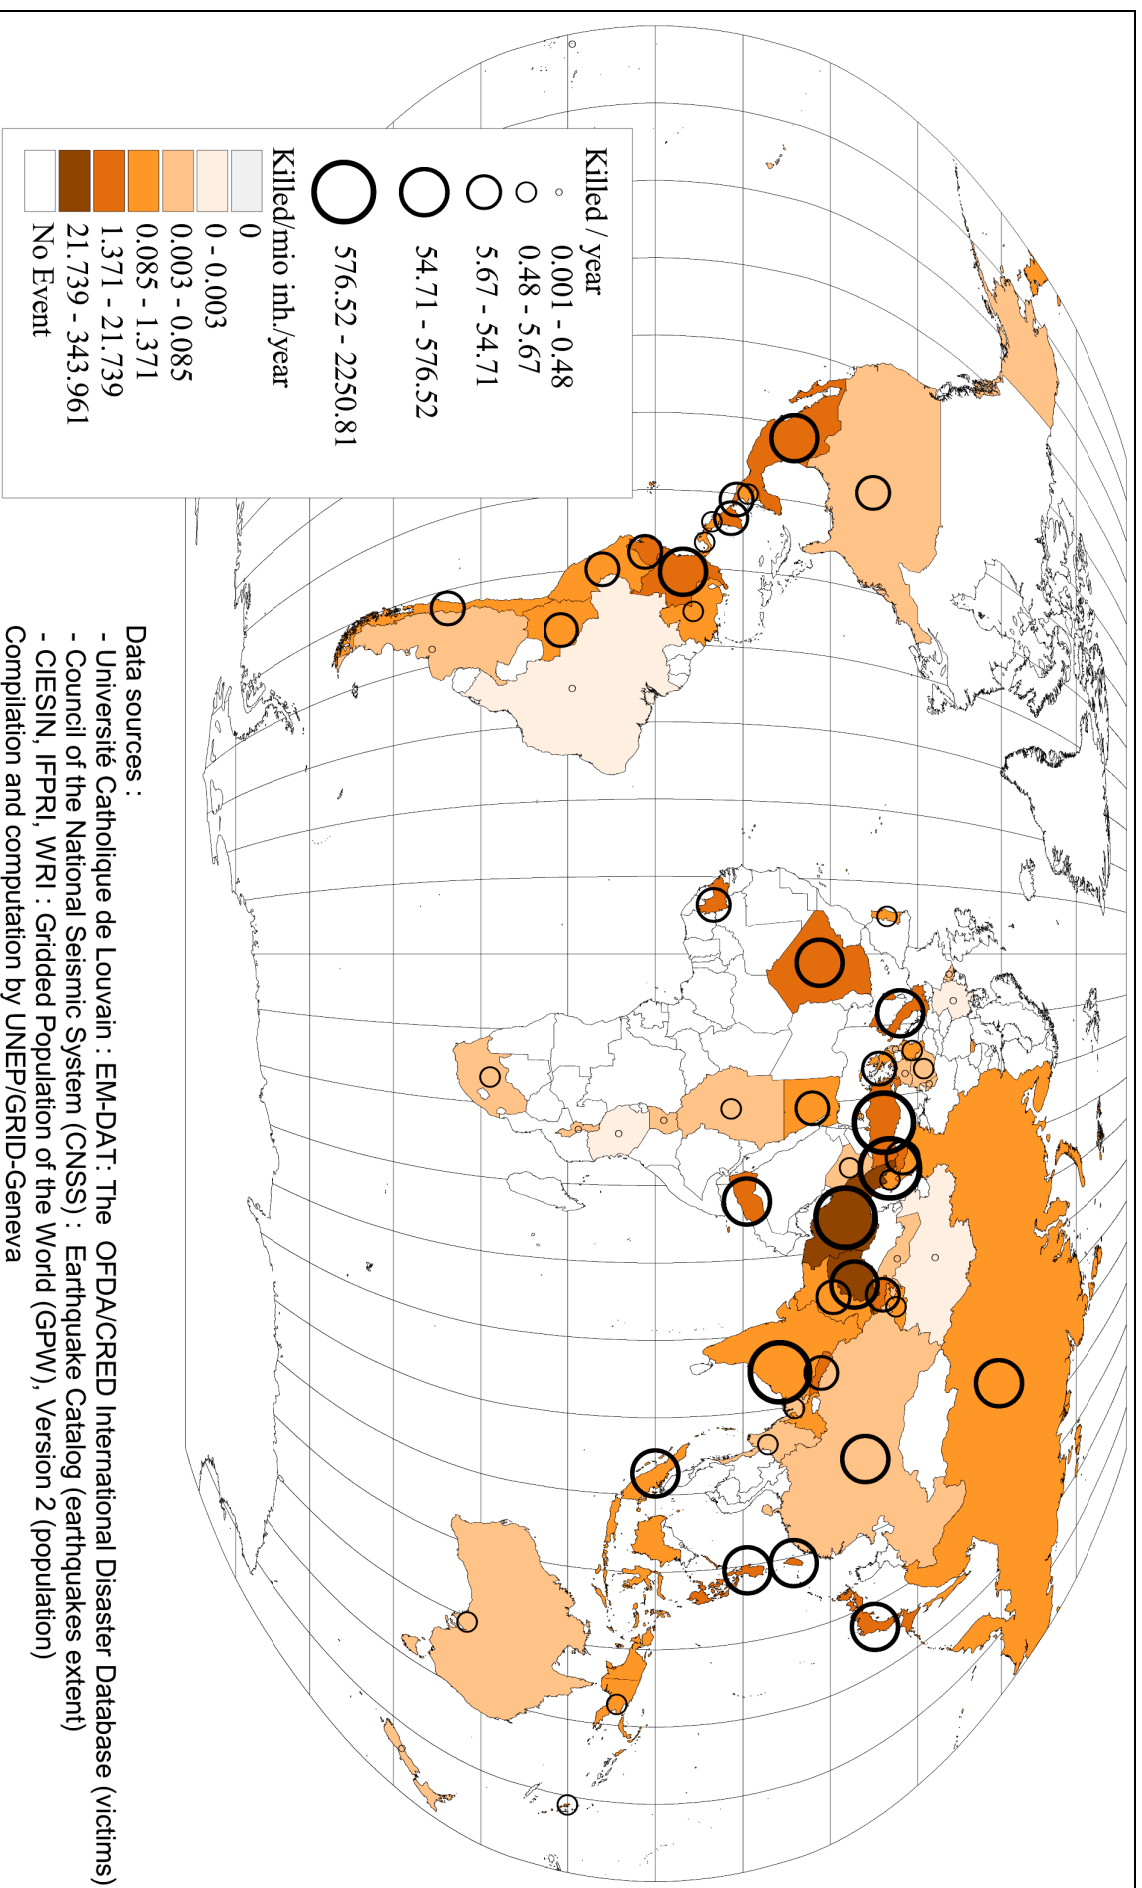 Killed / year
0.001 - 0.48
0.48 - 5.67
5.67 - 54.71
54.71 - 576.52
576.52 - 2250.81
Killed/mio inh./year
0
0 - 0.003
0.003 - 0.085
0.085 - 1.371
1.371 - 21.739
21.739 - 343.961
No Event
Data sources :
- Université Catholique de Louvain : EM-DAT: The OFDA/CRED International Disaster Database (victims)
- Council of the National Seismic System (CNSS) : Earthquake Catalog (earthquakes extent)
- CIESIN, IFPRI, WRI : Gridded Population of the World (GPW), Version 2 (population)
Compilation and computation by UNEP/GRID-Geneva